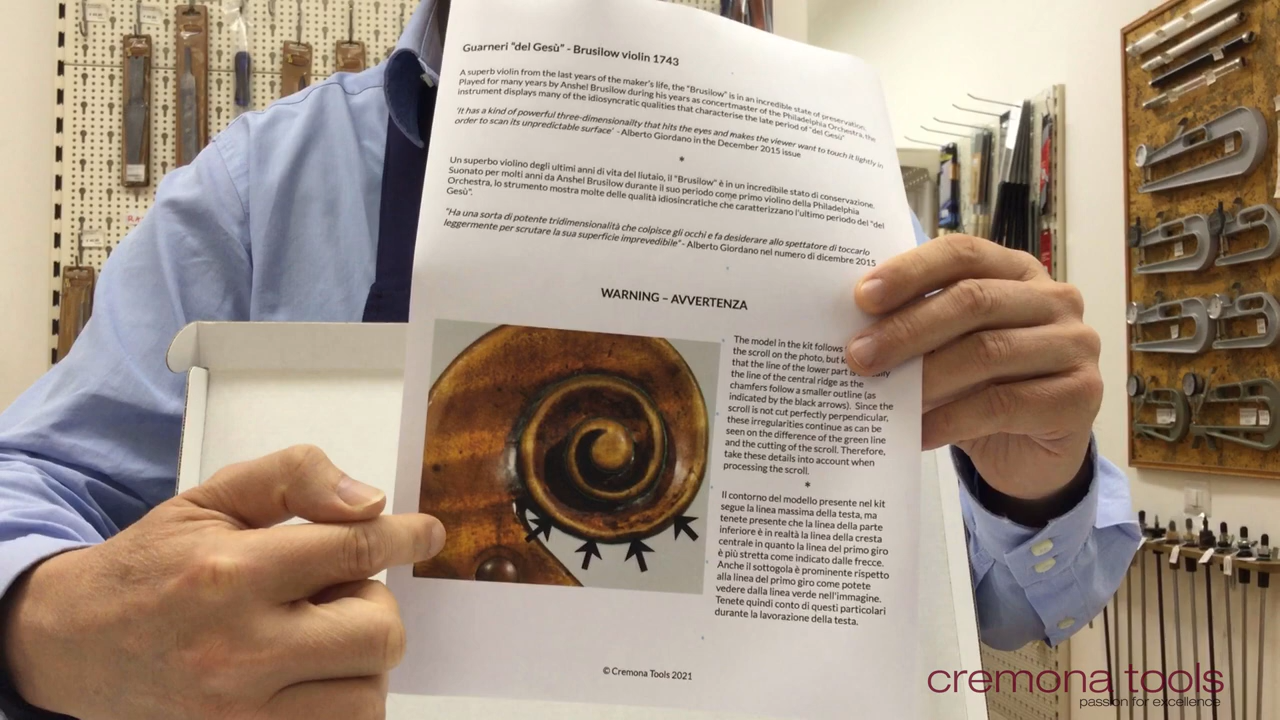 Guarneri "del Gesù" - Brusilow violin 1743
A superb violin from the last years of the maker's life, the "Brusilow" is in an incredible state of preservation.
Played for many years by Anshel Brusilow during his years as concertmaster of the Philadelphia Orchestra, the
instrument displays many of the idiosyncratic qualities that characterise the late period of "del Gesù"
'It has a kind of powerful three-dimensionality that hits the eyes and makes the viewer want to touch it lightly in
order to scan its unpredictable surface' - Alberto Giordano in the December 2015 issue
*
Un superbo violino degli ultimi anni di vita del liutaio, il "Brusilow" è in un incredibile stato di conservazione.
Suonato per molti anni da Anshel Brusilow durante il suo periodo come primo violino della Philadelphia
Orchestra, lo strumento mostra molte delle qualità idiosincratiche che caratterizzano l'ultimo periodo del "del
Gesù".
"Ha una sorta di potente tridimensionalità che colpisce gli occhi e fa desiderare allo spettatore di toccarlo
leggermente per scrutare la sua superficie imprevedibile" - Alberto Giordano nel numero di dicembre 2015
WARNING – AVVERTENZA
The model in the kit follows
the scroll on the photo, but
that the line of the lower part is
the line of the central ridge as the
chamfers follow a smaller outline (as
indicated by the black arrows). Since the
scroll is not cut perfectly perpendicular,
these irregularities continue as can be
seen on the difference of the green line
and the cutting of the scroll. Therefore,
take these details into account when
processing the scroll.
*
Il contorno del modello presente nel kit
segue la linea massima della testa, ma
tenete presente che la linea della parte
inferiore è in realtà la linea della cresta
centrale in quanto la linea del primo giro
è più stretta come indicato dalle frecce.
Anche il sottogola è prominente rispetto
alla linea del primo giro come potete
vedere dalla linea verde nell'immagine.
Tenete quindi conto di questi particolari
durante la lavorazione della testa.
© Cremona Tools 2021
cremona tools
passion for excellence